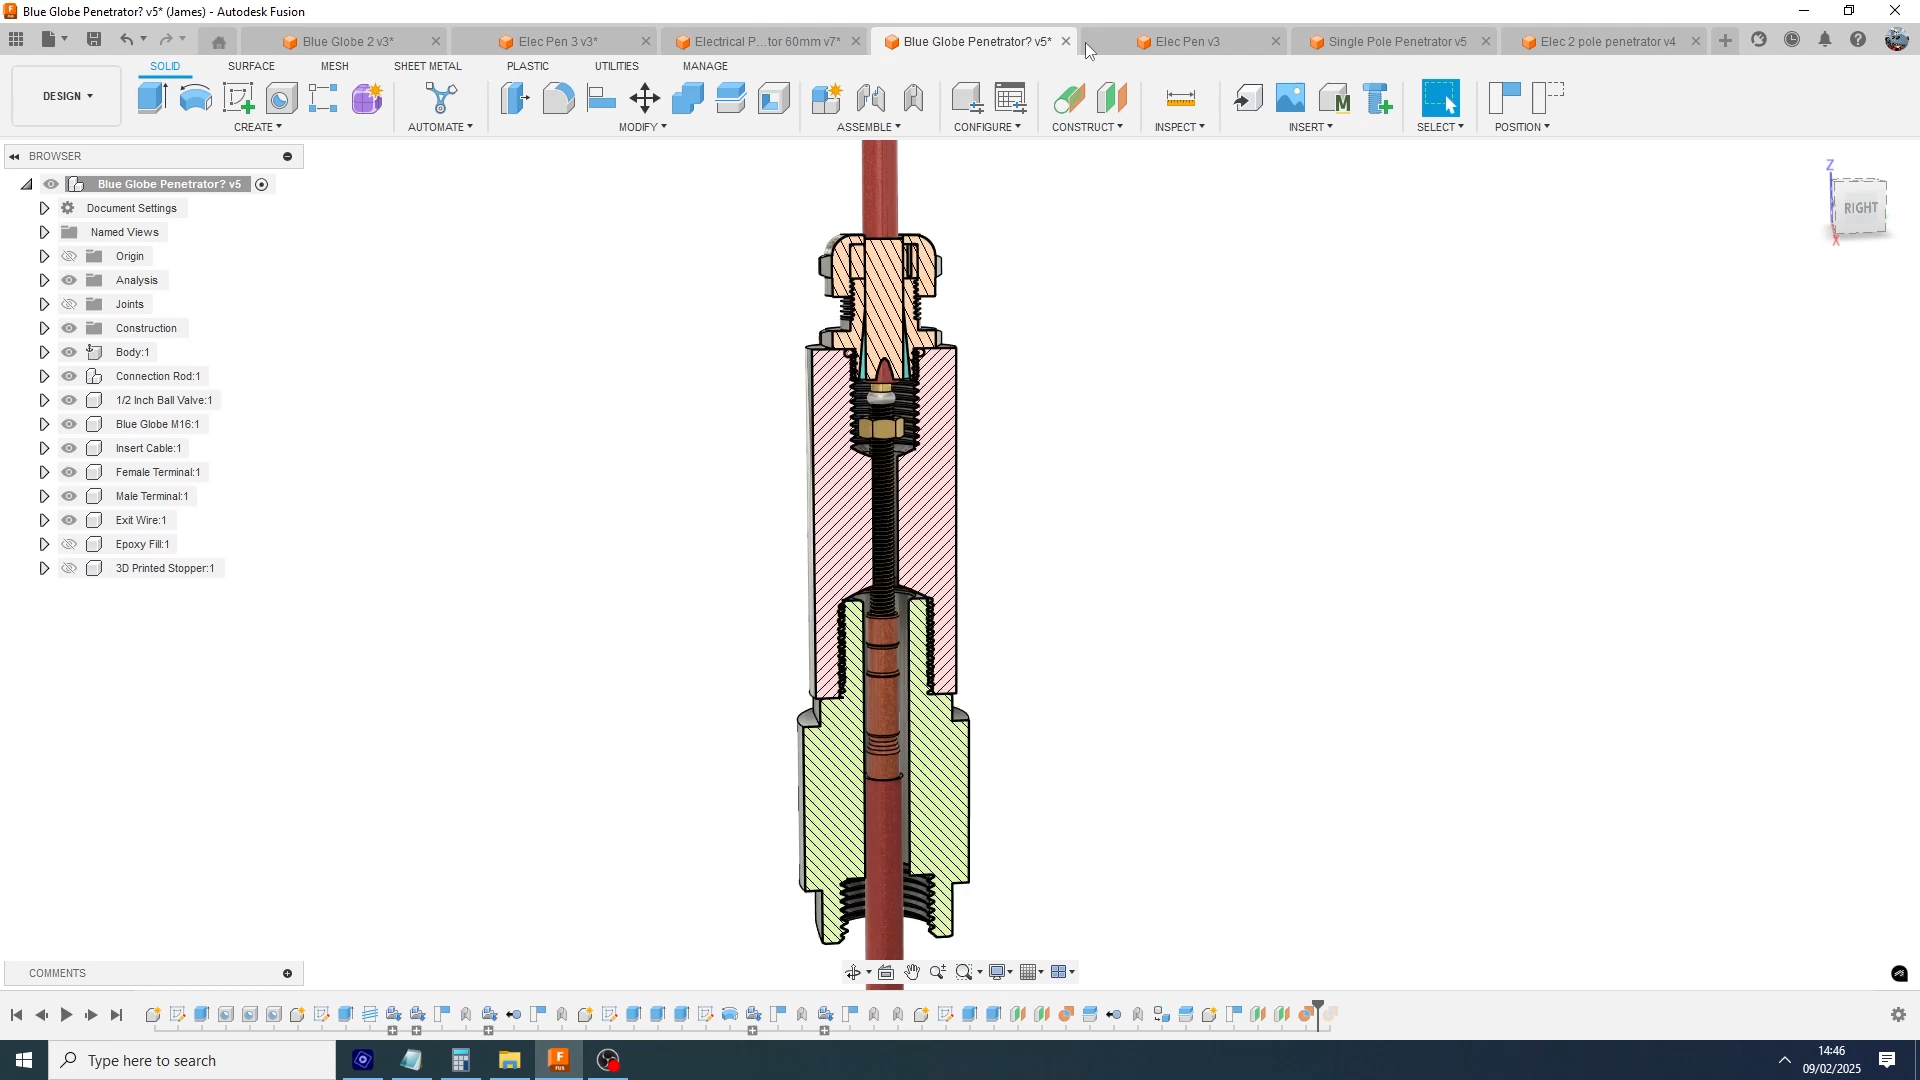 Blue Globe Penetrator? v5* (James) - Autodesk Fusion
Blue Globe 2 v3*
Elec Pen 3 v3*
Electrical P...tor 60mm v7*
Blue Globe Penetrator? v5*
Elec Pen v3
Single Pole Penetrator v5
Elec 2 pole penetrator v4
SOLID
SURFACE
MESH
SHEET METAL
PLASTIC
UTILITIES
MANAGE
DESIGN
CREATE
AUTOMATE
MODIFY
ASSEMBLE
CONFIGURE
CONSTRUCT
INSPECT
INSERT
SELECT
POSITION
BROWSER
Blue Globe Penetrator? v5
Document Settings
Named Views
Origin
Analysis
Joints
Construction
Body:1
Connection Rod:1
1/2 Inch Ball Valve:1
Blue Globe M16:1
Insert Cable:1
Female Terminal:1
Male Terminal:1
Exit Wire:1
Epoxy Fill:1
3D Printed Stopper:1
Z
RIGHT
X
COMMENTS
Type here to search
14:46
09/02/2025